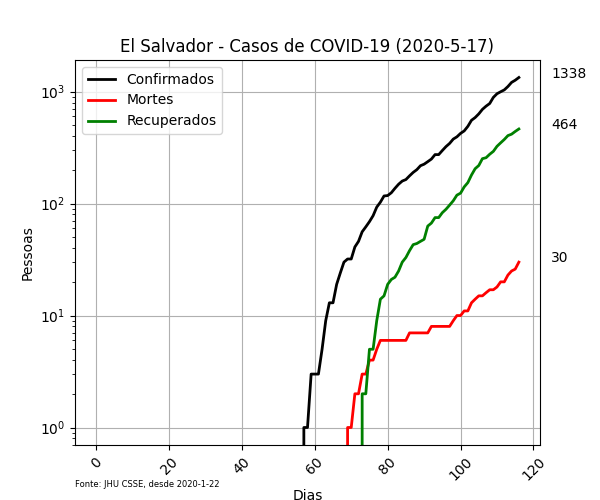 El Salvador - Casos de COVID-19 (2020-5-17)
Confirmados
Mortes
Recuperados
1338
464
30
10³
10²
10¹
10⁰
Pessoas
0 20 40 60 80 100 120
Fonte: JHU CSSE, desde 2020-1-22
Dias